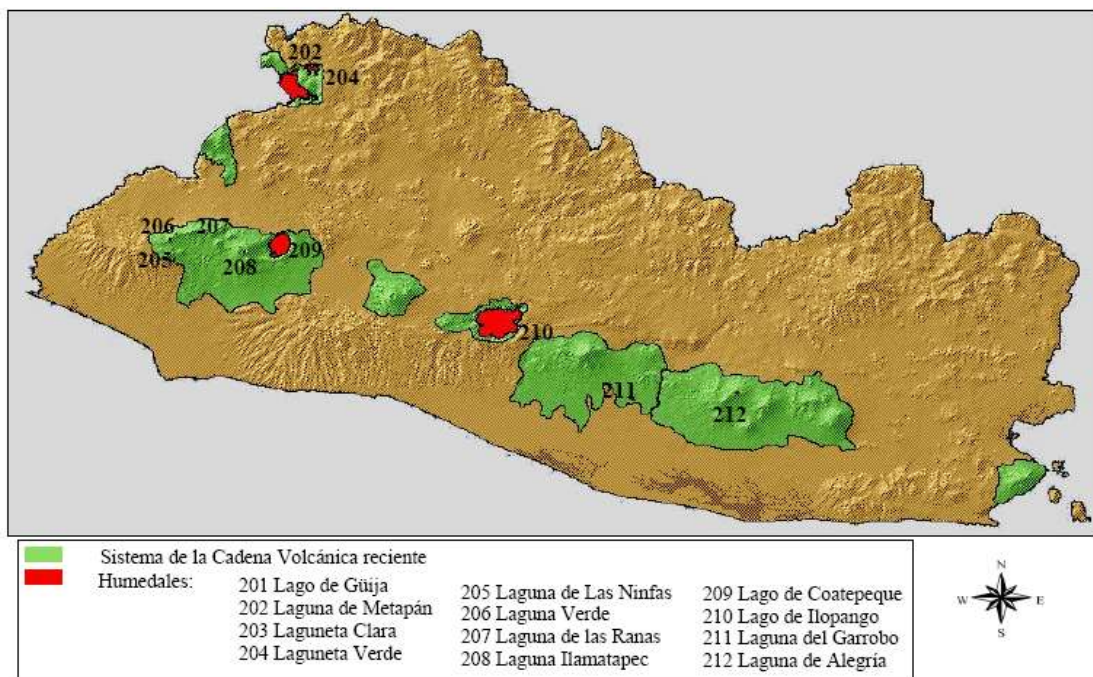 202
204
206 207
205 208 209
210
211
212
Sistema de la Cadena Volcánica reciente
Humedales:
201 Lago de Güija
202 Laguna de Metapán
203 Laguneta Clara
204 Laguneta Verde
205 Laguna de Las Ninfas
206 Laguna Verde
207 Laguna de las Ranas
208 Laguna Ilamatapec
209 Lago de Coatepeque
210 Lago de Ilopango
211 Laguna del Garrobo
212 Laguna de Alegría
N
W E
S